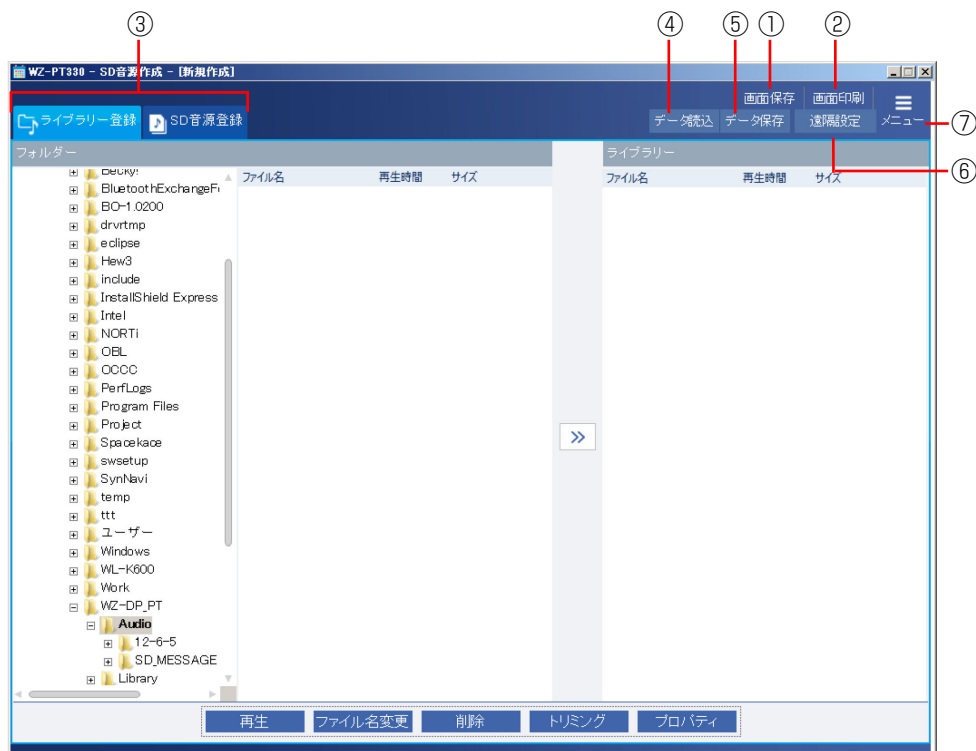 ③ ④ ⑤ ① ②
WZ-PT330 - SD音源作成 - [新規作成]
画面保存 画面印刷
ライブラリー登録 SD音源登録 データ読込 データ保存 遠隔設定 メニュー ⑦
フォルダー ライブラリー ⑥
ファイル名 再生時間 サイズ ファイル名 再生時間 サイズ
Becky!
BluetoothExchangeF
BO-1.0200
drvrtmp
eclipse
Hew3
include
InstallShield Express
Intel
NORTi
OBL
OCCC
PerfLogs
Program Files
Project
Spacekace
swsetup
SynNavi
temp
ttt
ユーザー
Windows
WL-K600
Work
WZ-DP_PT
Audio
12-6-5
SD_MESSAGE
Library
再生 ファイル名変更 削除 トリミング プロパティ